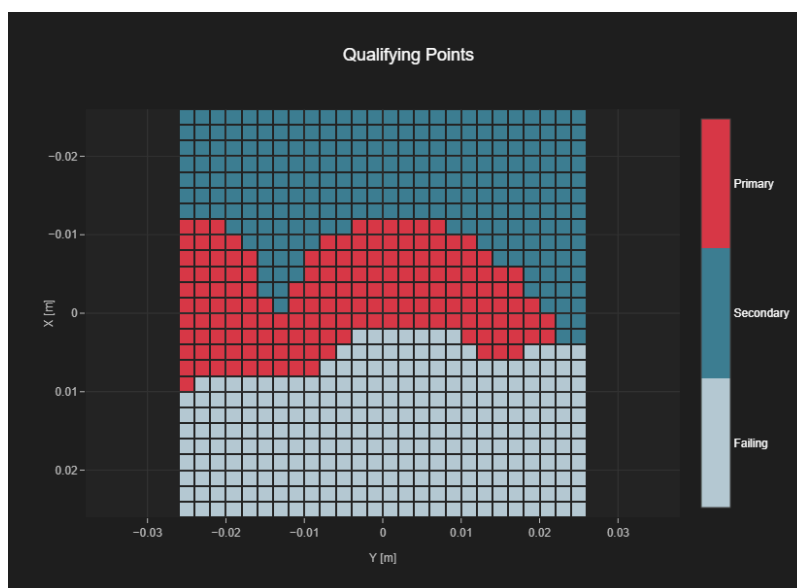 Qualifying Points
−0.02
−0.01
0
0.01
0.02
X [m]
−0.03
−0.02
−0.01
0
0.01
0.02
0.03
Y [m]
Primary
Secondary
Failing